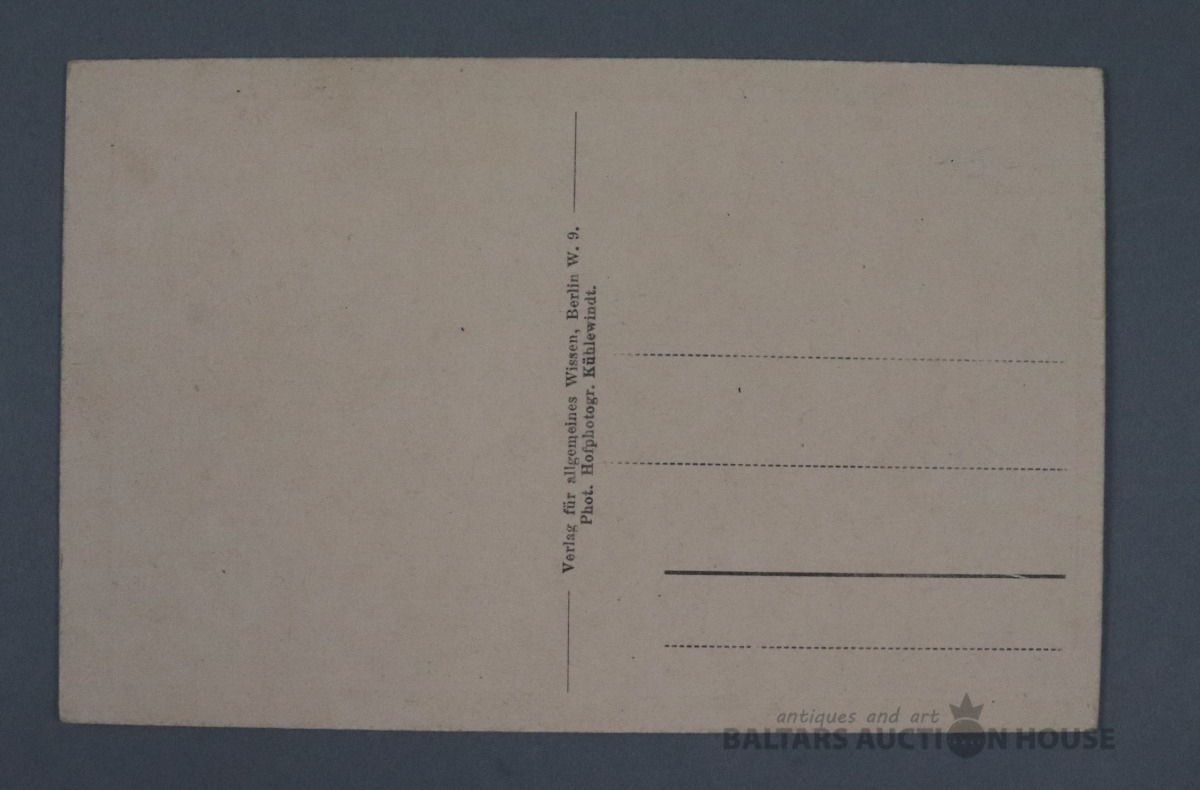 Verlag für allgemeines Wissen, Berlin W. 9.
Phot. Hofphotogr. Kühlewindt.
antiques and art
BALTARS AUCTION HOUSE